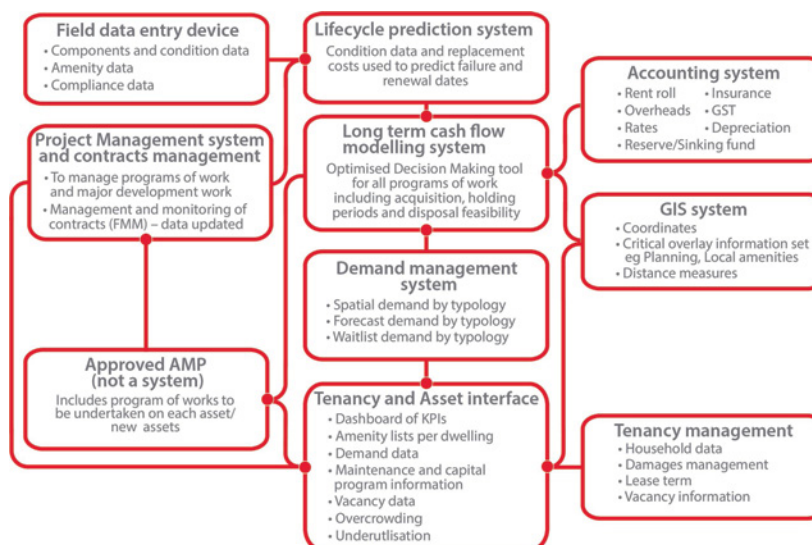 Field data entry device
• Components and condition data
• Amenity data
• Compliance data
Lifecycle prediction system
Condition data and replacement
costs used to predict failure and
renewal dates
Accounting system
• Rent roll • Insurance
• Overheads • GST
• Rates • Depreciation
• Reserve/Sinking fund
Project Management system
and contracts management
• To manage programs of work
and major development work
• Management and monitoring of
contracts (FMM) – data updated
Long term cash flow
modelling system
Optimised Decision Making tool
for all programs of work
including acquisition, holding
periods and disposal feasibility
GIS system
• Coordinates
• Critical overlay information set
eg Planning, Local amenities
• Distance measures
Demand management
system
• Spatial demand by typology
• Forecast demand by typology
• Waitlist demand by typology
Approved AMP
(not a system)
Includes program of works to
be undertaken on each asset/
new assets
Tenancy and Asset interface
• Dashboard of KPIs
• Amenity lists per dwelling
• Demand data
• Maintenance and capital
program information
• Vacancy data
• Overcrowding
• Underutlisation
Tenancy management
• Household data
• Damages management
• Lease term
• Vacancy information